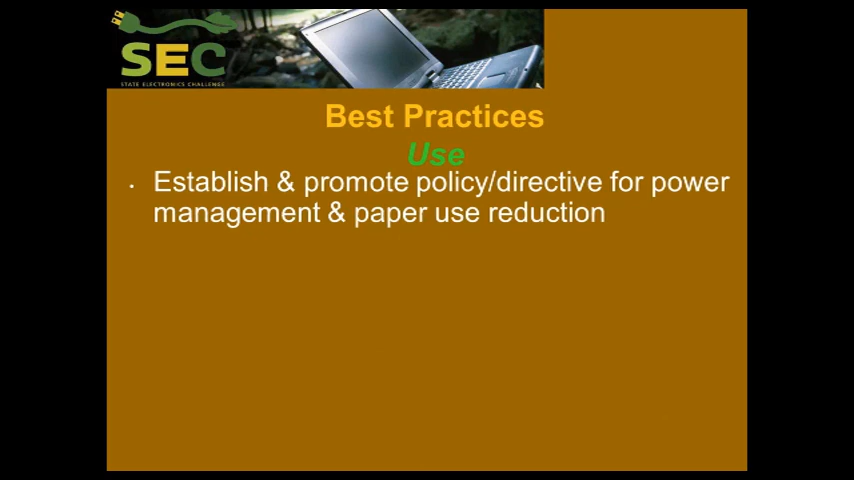 SEC
STATE ELECTRONICS CHALLENGE
Best Practices
Use
• Establish & promote policy/directive for power
management & paper use reduction